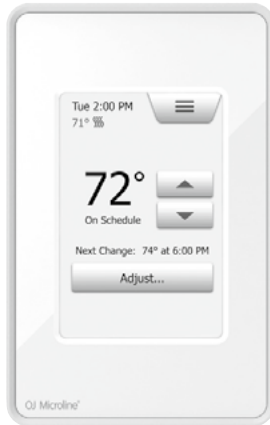 Tue 2:00 PM
71°
72°
On Schedule
Next Change: 74° at 6:00 PM
Adjust...
OJ Microline®